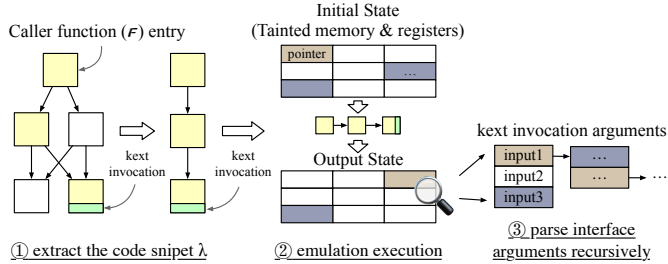 Caller function (F) entry
kext
invocation
kext
invocation
① extract the code snipet λ
Initial State
(Tainted memory & registers)
pointer
...
Output State
② emulation execution
kext invocation arguments
input1
...
input2
...
...
input3
③ parse interface
arguments recursively